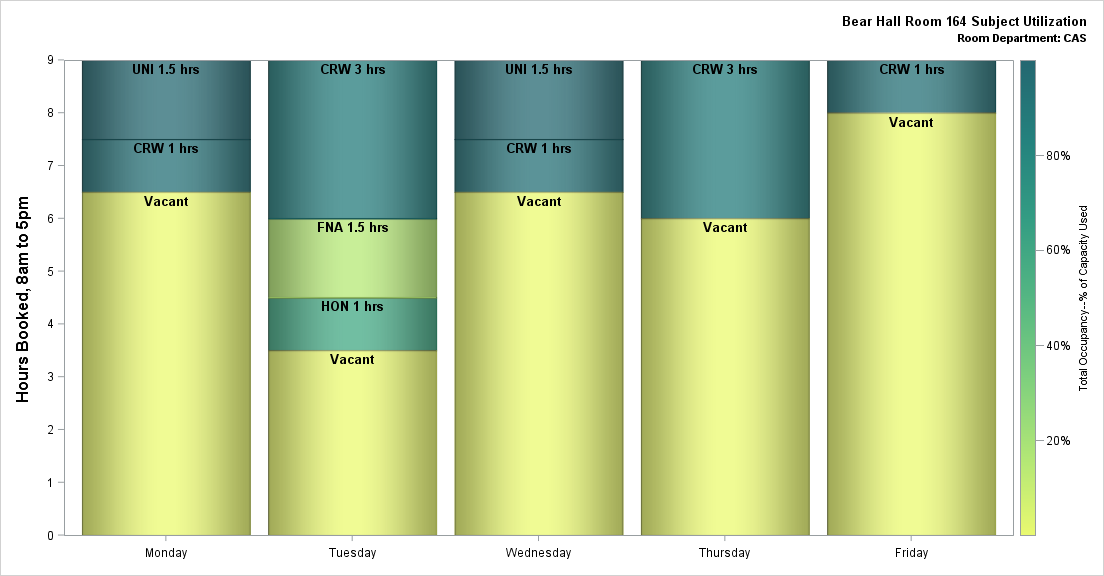 Bear Hall Room 164 Subject Utilization
Room Department: CAS
Hours Booked, 8am to 5pm
9
8
7
6
5
4
3
2
1
0
UNI 1.5 hrs
CRW 1 hrs
Vacant
CRW 3 hrs
FNA 1.5 hrs
HON 1 hrs
Vacant
UNI 1.5 hrs
CRW 1 hrs
Vacant
CRW 3 hrs
Vacant
CRW 1 hrs
Vacant
Monday
Tuesday
Wednesday
Thursday
Friday
80%
60%
40%
20%
Total Occupancy--% of Capacity Used